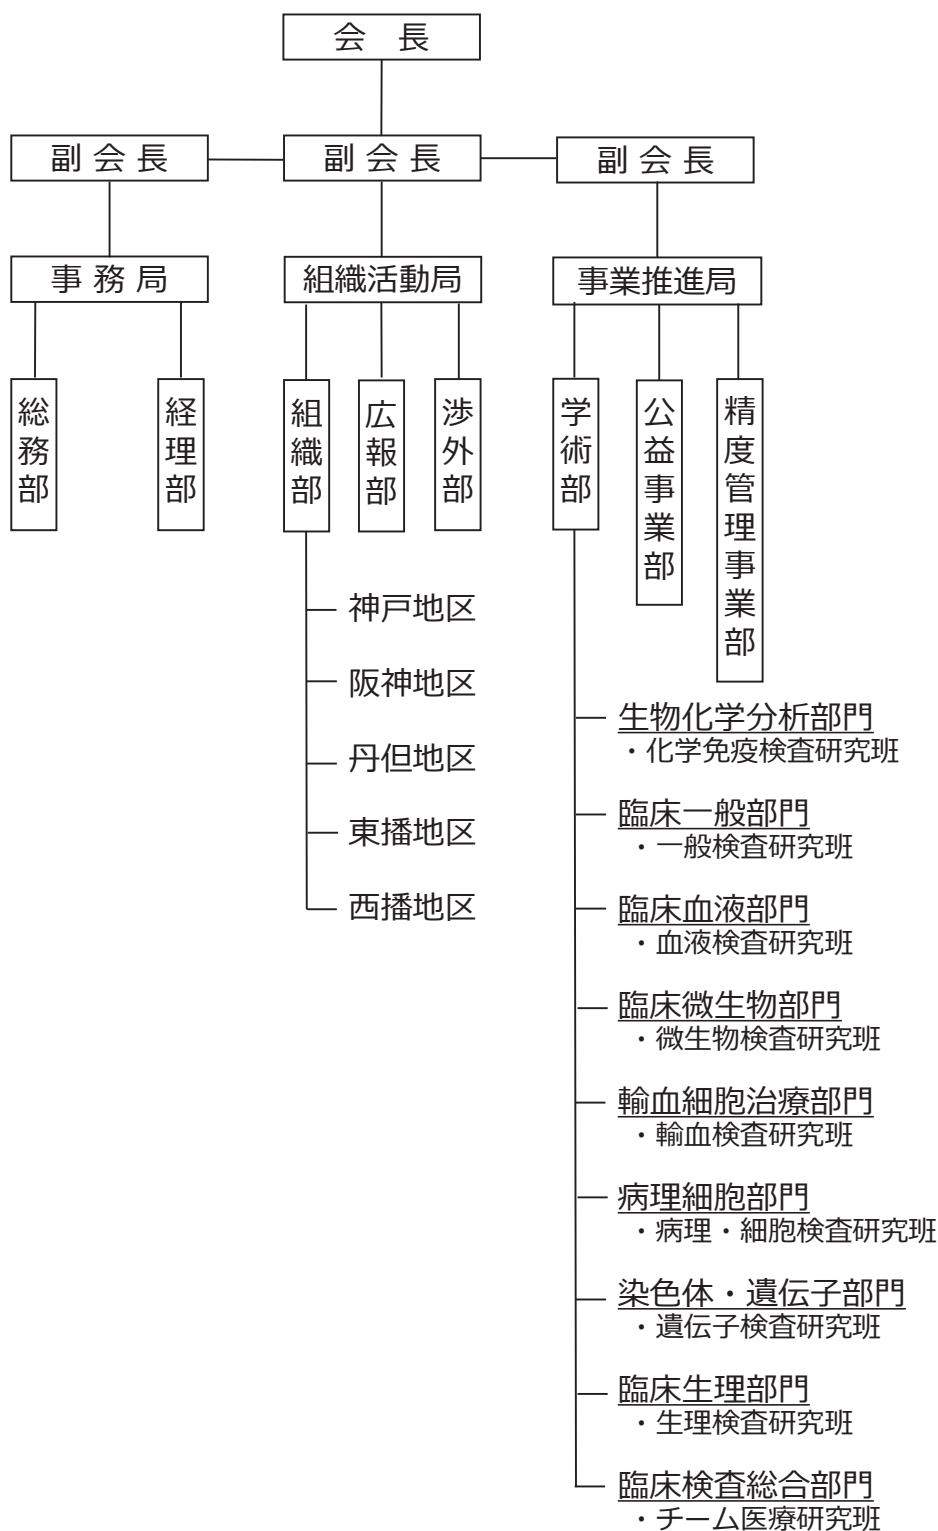 会　長
副 会 長
副 会 長
副 会 長
事 務 局
組織活動局
事業推進局
総務部
経理部
組織部
広報部
渉外部
学術部
公益事業部
精度管理事業部
神戸地区
阪神地区
丹但地区
東播地区
西播地区
生物化学分析部門
・化学免疫検査研究班
臨床一般部門
・一般検査研究班
臨床血液部門
・血液検査研究班
臨床微生物部門
・微生物検査研究班
輸血細胞治療部門
・輸血検査研究班
病理細胞部門
・病理・細胞検査研究班
染色体・遺伝子部門
・遺伝子検査研究班
臨床生理部門
・生理検査研究班
臨床検査総合部門
・チーム医療研究班